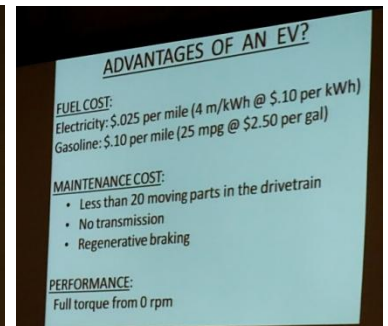 ADVANTAGES OF AN EV?
FUEL COST:
Electricity: $.025 per mile (4 m/kWh @ $.10 per kWh)
Gasoline: $.10 per mile (25 mpg @ $2.50 per gal)
MAINTENANCE COST:
• Less than 20 moving parts in the drivetrain
• No transmission
• Regenerative braking
PERFORMANCE:
Full torque from 0 rpm